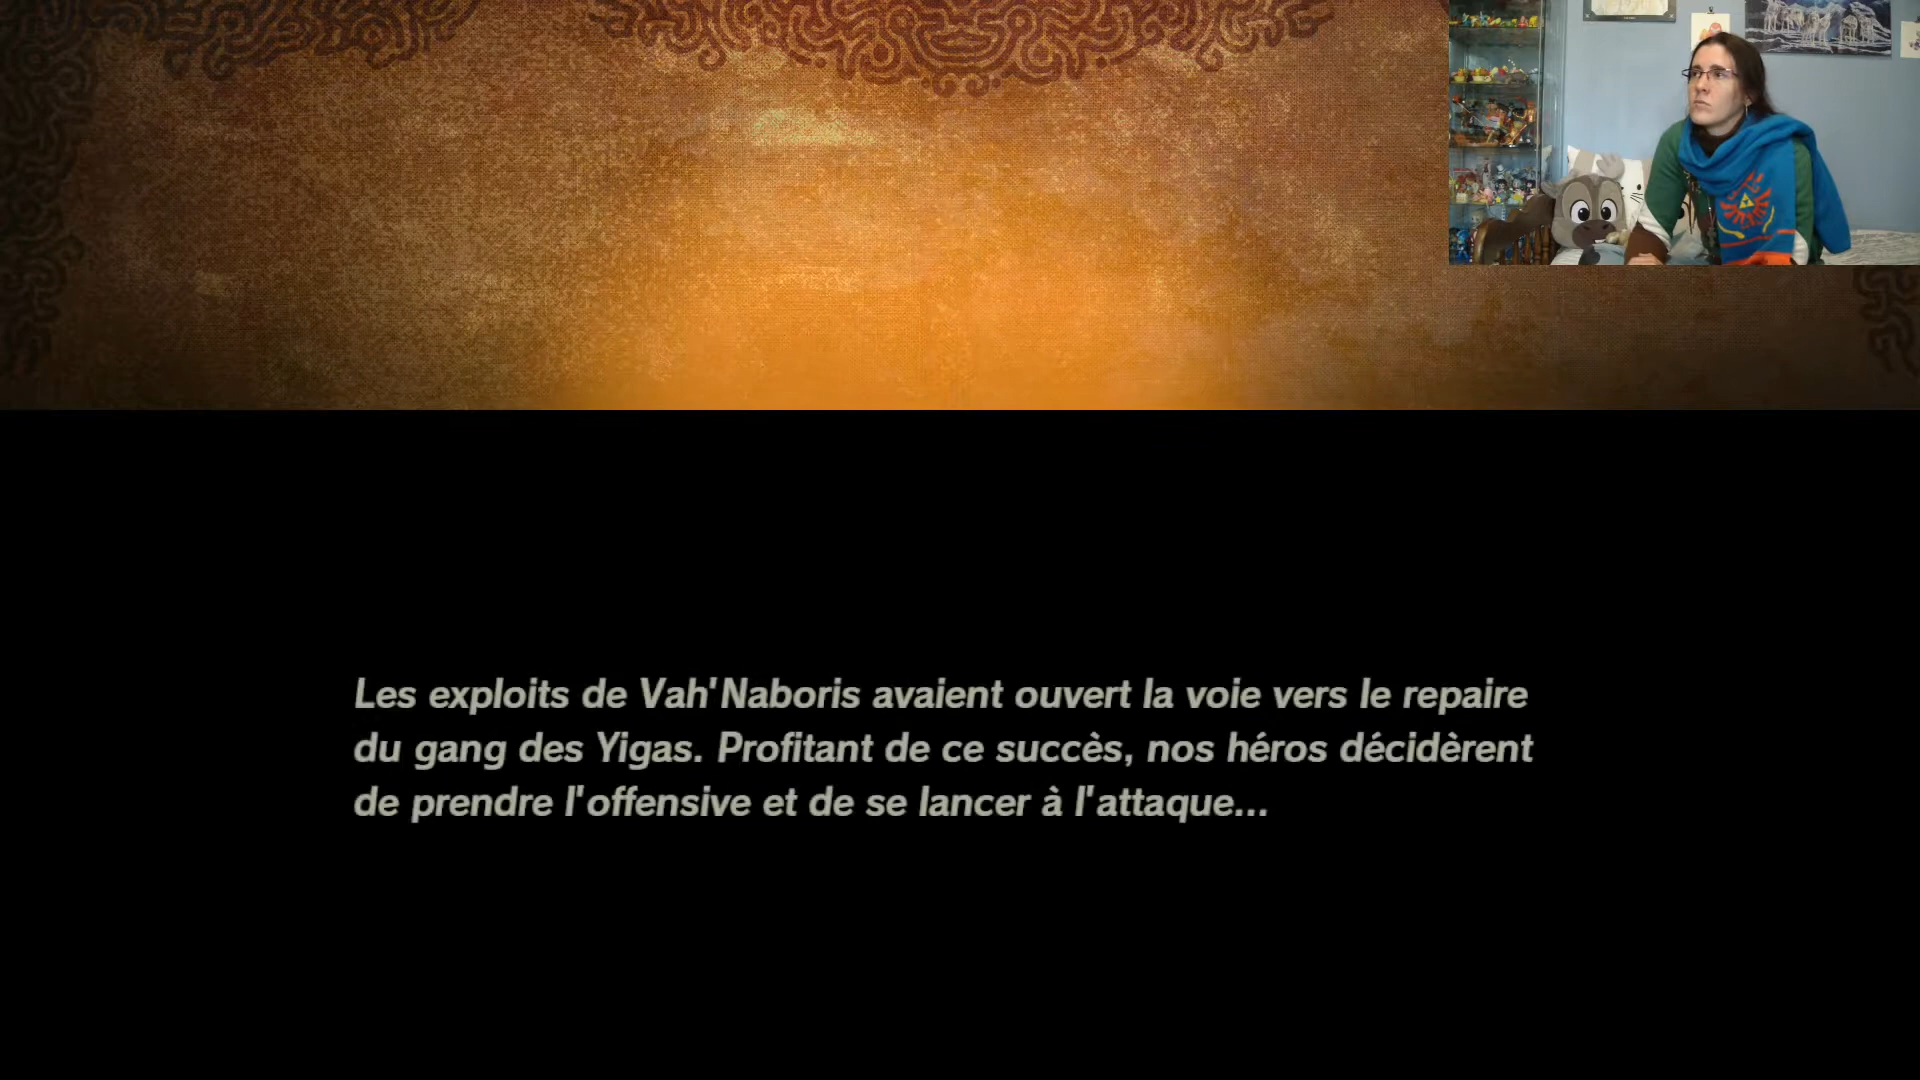 Les exploits de Vah'Naboris avaient ouvert la voie vers le repaire
du gang des Yigas. Profitant de ce succès, nos héros décidèrent
de prendre l'offensive et de se lancer à l'attaque...